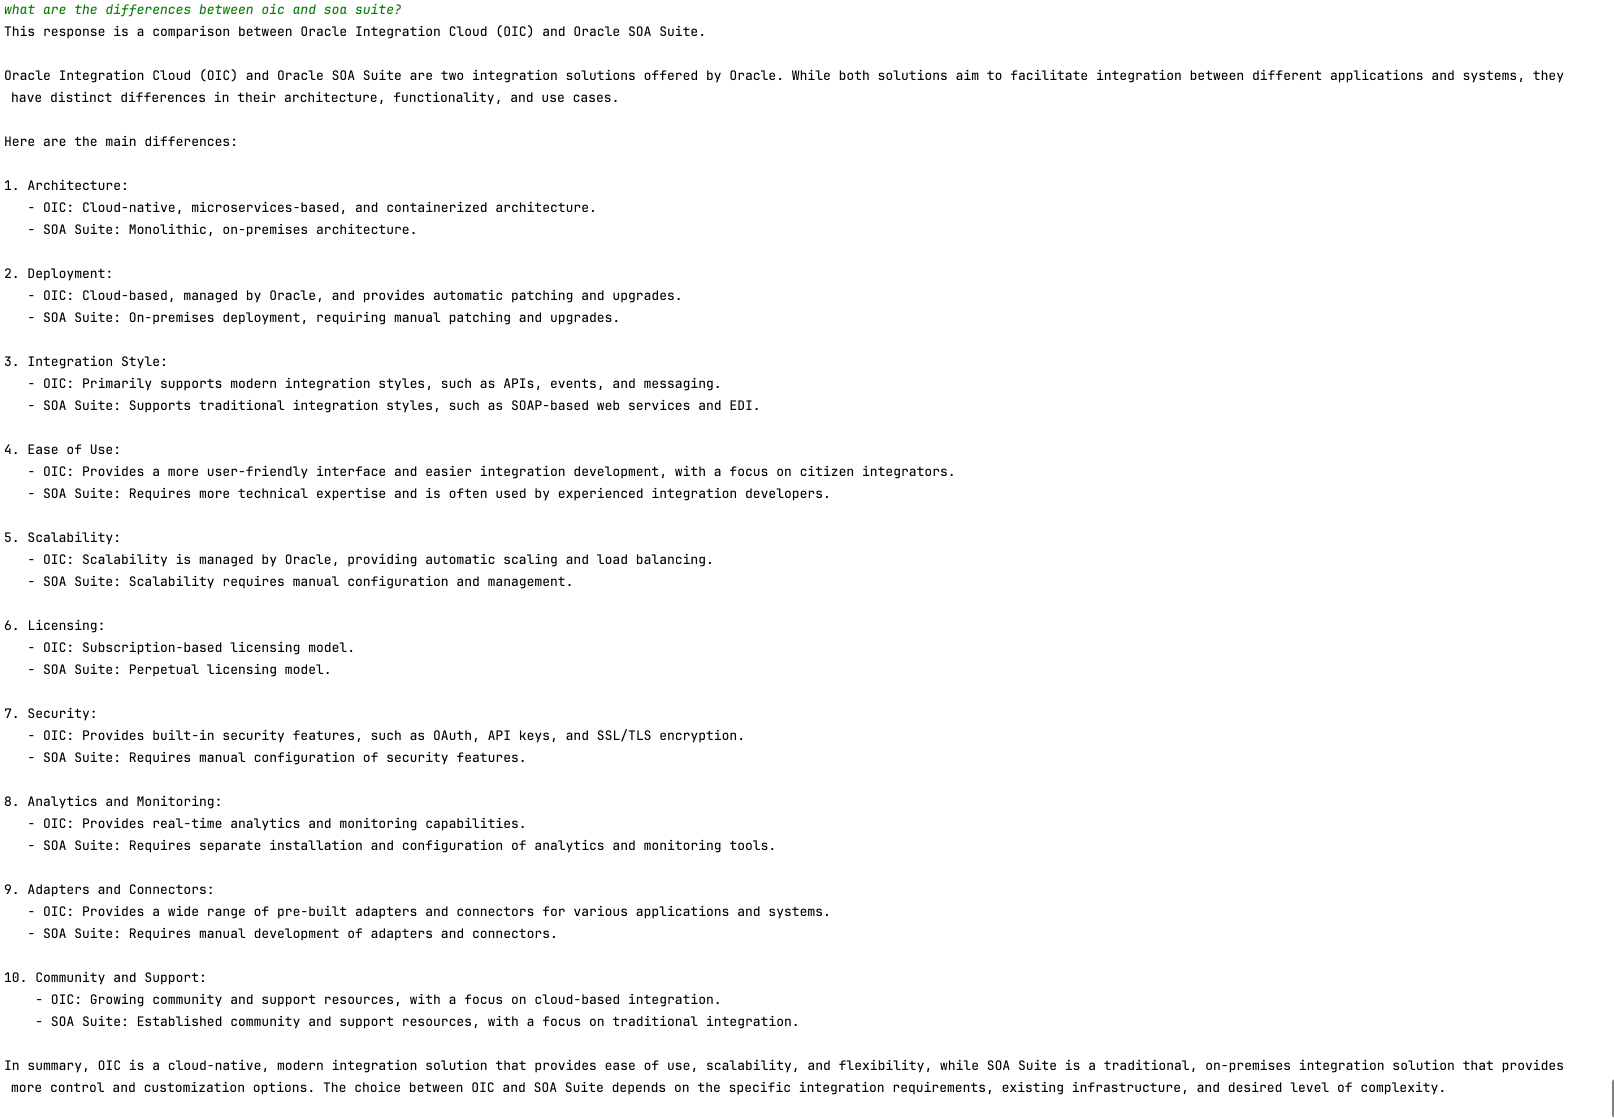 what are the differences between oic and soa suite?
This response is a comparison between Oracle Integration Cloud (OIC) and Oracle SOA Suite.
Oracle Integration Cloud (OIC) and Oracle SOA Suite are two integration solutions offered by Oracle. While both solutions aim to facilitate integration between different applications and systems, they
have distinct differences in their architecture, functionality, and use cases.
Here are the main differences:
1. Architecture:
- OIC: Cloud-native, microservices-based, and containerized architecture.
- SOA Suite: Monolithic, on-premises architecture.
2. Deployment:
- OIC: Cloud-based, managed by Oracle, and provides automatic patching and upgrades.
- SOA Suite: On-premises deployment, requiring manual patching and upgrades.
3. Integration Style:
- OIC: Primarily supports modern integration styles, such as APIs, events, and messaging.
- SOA Suite: Supports traditional integration styles, such as SOAP-based web services and EDI.
4. Ease of Use:
- OIC: Provides a more user-friendly interface and easier integration development, with a focus on citizen integrators.
- SOA Suite: Requires more technical expertise and is often used by experienced integration developers.
5. Scalability:
- OIC: Scalability is managed by Oracle, providing automatic scaling and load balancing.
- SOA Suite: Scalability requires manual configuration and management.
6. Licensing:
- OIC: Subscription-based licensing model.
- SOA Suite: Perpetual licensing model.
7. Security:
- OIC: Provides built-in security features, such as OAuth, API keys, and SSL/TLS encryption.
- SOA Suite: Requires manual configuration of security features.
8. Analytics and Monitoring:
- OIC: Provides real-time analytics and monitoring capabilities.
- SOA Suite: Requires separate installation and configuration of analytics and monitoring tools.
9. Adapters and Connectors:
- OIC: Provides a wide range of pre-built adapters and connectors for various applications and systems.
- SOA Suite: Requires manual development of adapters and connectors.
10. Community and Support:
- OIC: Growing community and support resources, with a focus on cloud-based integration.
- SOA Suite: Established community and support resources, with a focus on traditional integration.
In summary, OIC is a cloud-native, modern integration solution that provides ease of use, scalability, and flexibility, while SOA Suite is a traditional, on-premises integration solution that provides
more control and customization options. The choice between OIC and SOA Suite depends on the specific integration requirements, existing infrastructure, and desired level of complexity.